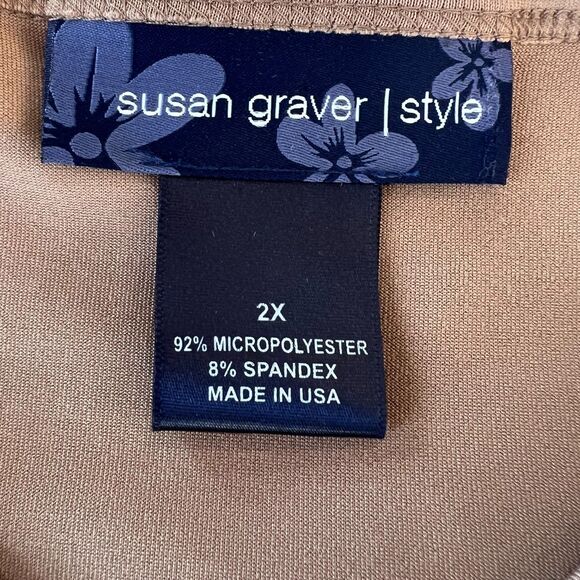 susan graver | style
2X
92% MICROPOLYESTER
8% SPANDEX
MADE IN USA